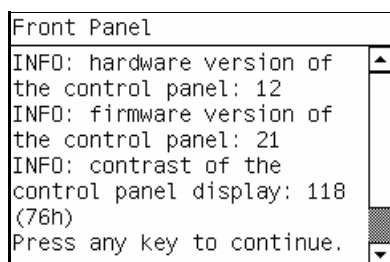 Front Panel
INFO: hardware version of
the control panel: 12
INFO: firmware version of
the control panel: 21
INFO: contrast of the
control panel display: 118
(76h)
Press any key to continue.